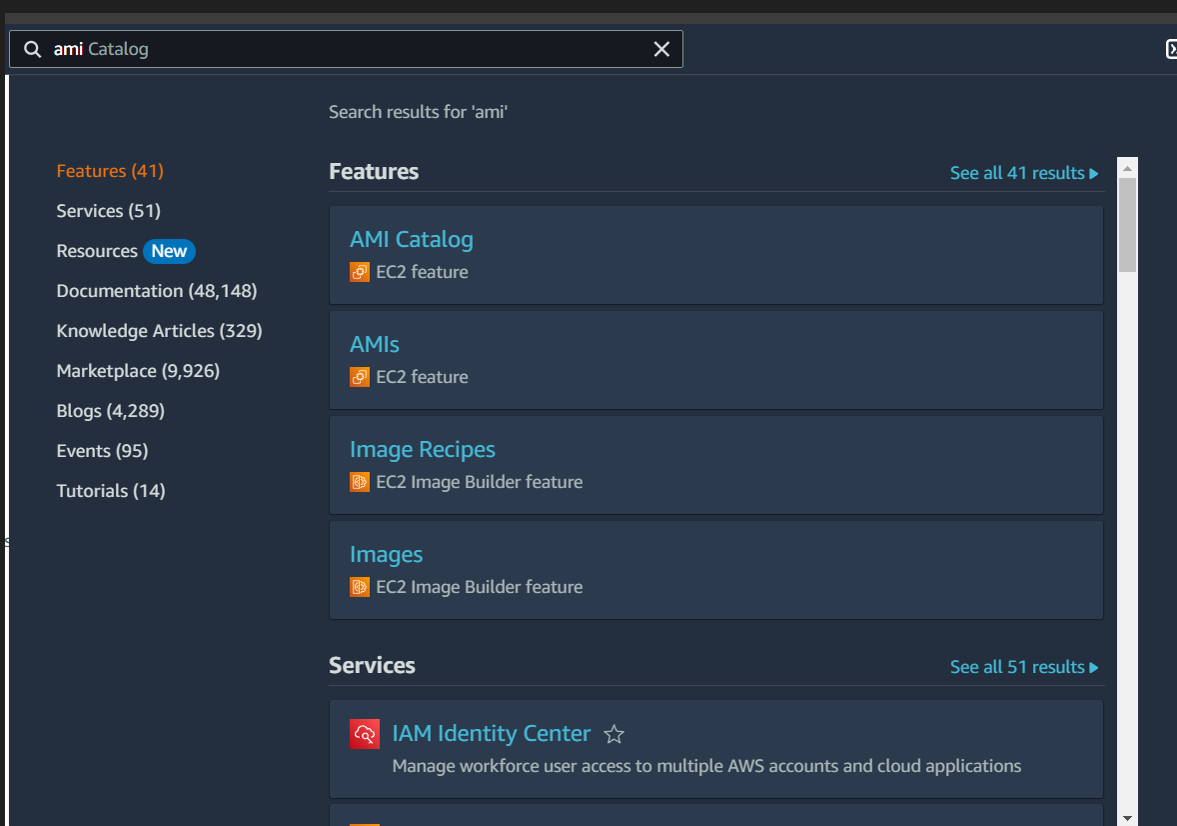 ami Catalog
Search results for 'ami'
Features (41)
Services (51)
Resources New
Documentation (48,148)
Knowledge Articles (329)
Marketplace (9,926)
Blogs (4,289)
Events (95)
Tutorials (14)
Features
See all 41 results
AMI Catalog
EC2 feature
AMIs
EC2 feature
Image Recipes
EC2 Image Builder feature
Images
EC2 Image Builder feature
Services
See all 51 results
IAM Identity Center
Manage workforce user access to multiple AWS accounts and cloud applications